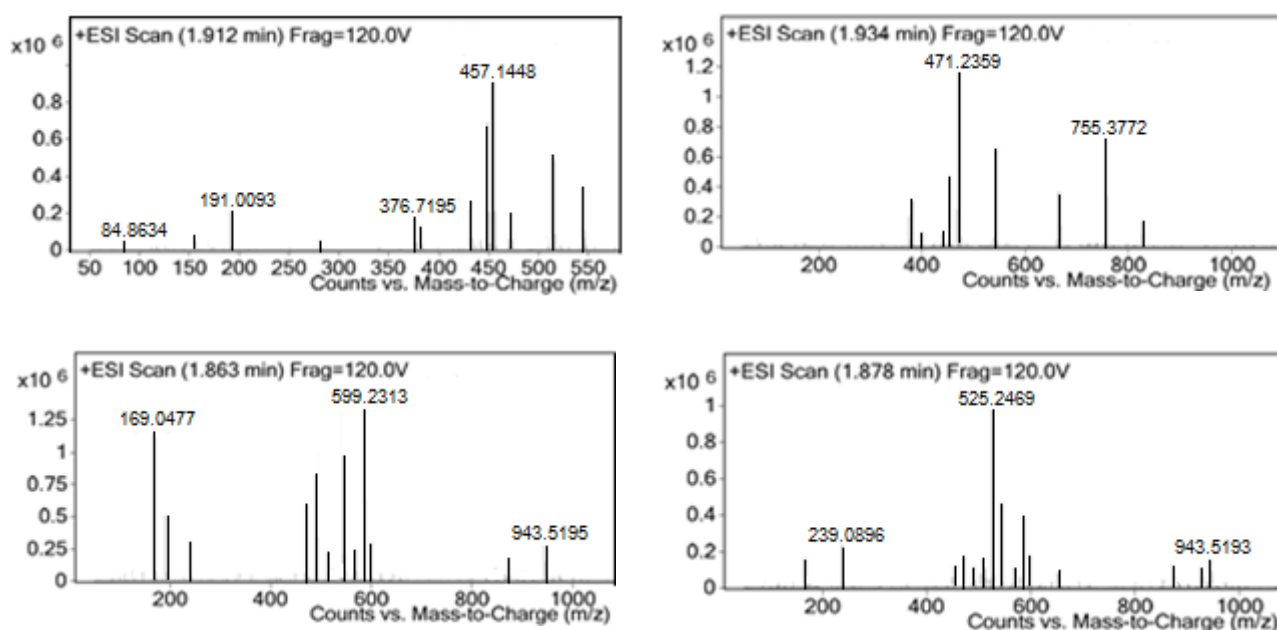 +ESI Scan (1.912 min) Frag=120.0V
x10 6
457.1448
0.8
0.6
0.4
0.2
0
84.8634
191.0093
376.7195
50 100 150 200 250 300 350 400 450 500 550
Counts vs. Mass-to-Charge (m/z)
+ESI Scan (1.934 min) Frag=120.0V
x10 6
471.2359
755.3772
1.2
1
0.8
0.6
0.4
0.2
0
200 400 600 800 1000
Counts vs. Mass-to-Charge (m/z)
+ESI Scan (1.863 min) Frag=120.0V
x10 6
169.0477
599.2313
943.5195
1.25
1
0.75
0.5
0.25
0
200 400 600 800 1000
Counts vs. Mass-to-Charge (m/z)
+ESI Scan (1.878 min) Frag=120.0V
x10 6
525.2469
239.0896
943.5193
1
0.8
0.6
0.4
0.2
0
200 400 600 800 1000
Counts vs. Mass-to-Charge (m/z)